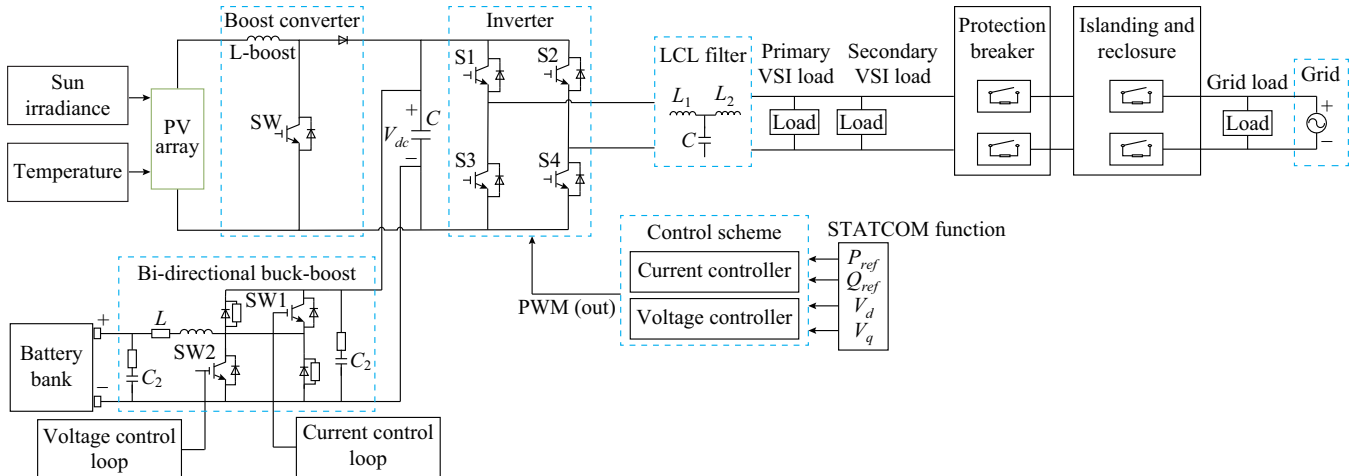 Boost converter
L-boost
Inverter
S1
S2
LCL filter
Primary
VSI load
Secondary
VSI load
Protection
breaker
Islanding and
reclosure
Grid load
Grid
Sun
irradiance
PV
array
SW
+
V_dc
−
C
L_1
L_2
C
Load
Load
Load
+
−
Temperature
S3
S4
Control scheme
Current controller
Voltage controller
STATCOM function
P_ref
Q_ref
V_d
V_q
PWM (out)
Bi-directional buck-boost
SW1
Battery
bank
+
−
L
SW2
C_2
C_2
Voltage control
loop
Current control
loop